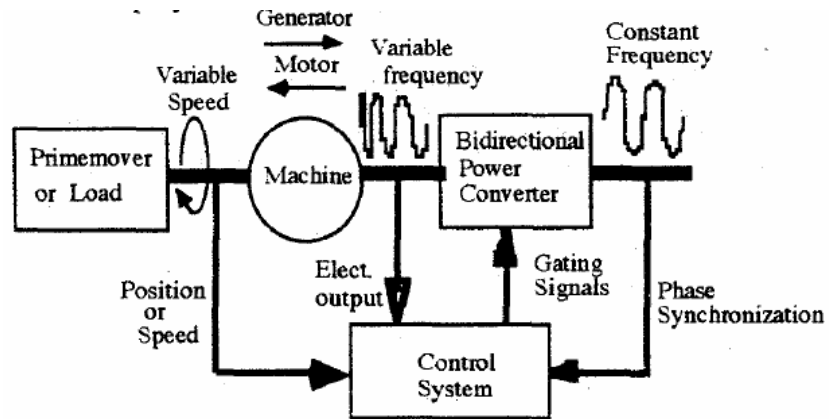 Generator
Motor
Variable
Speed
Variable
frequency
Constant
Frequency
Primemover
or Load
Machine
Bidirectional
Power
Converter
Position
or
Speed
Elect.
output
Gating
Signals
Phase
Synchronization
Control
System